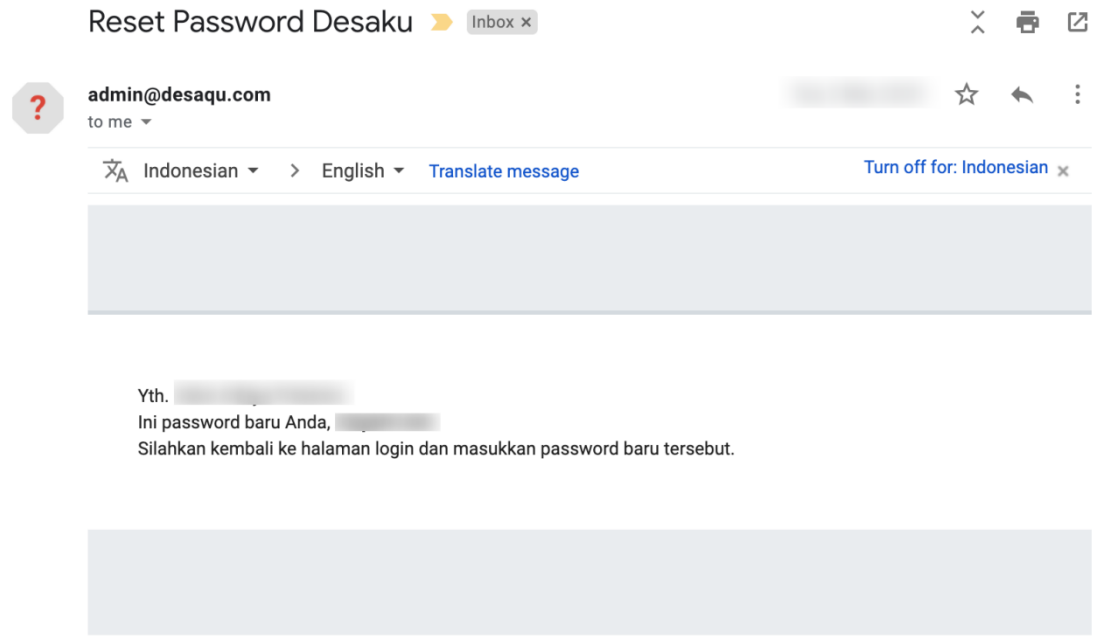 Reset Password Desaku
Inbox ×
?
admin@desaqu.com
to me
Indonesian > English Translate message Turn off for: Indonesian ×
Yth.
Ini password baru Anda,
Silahkan kembali ke halaman login dan masukkan password baru tersebut.